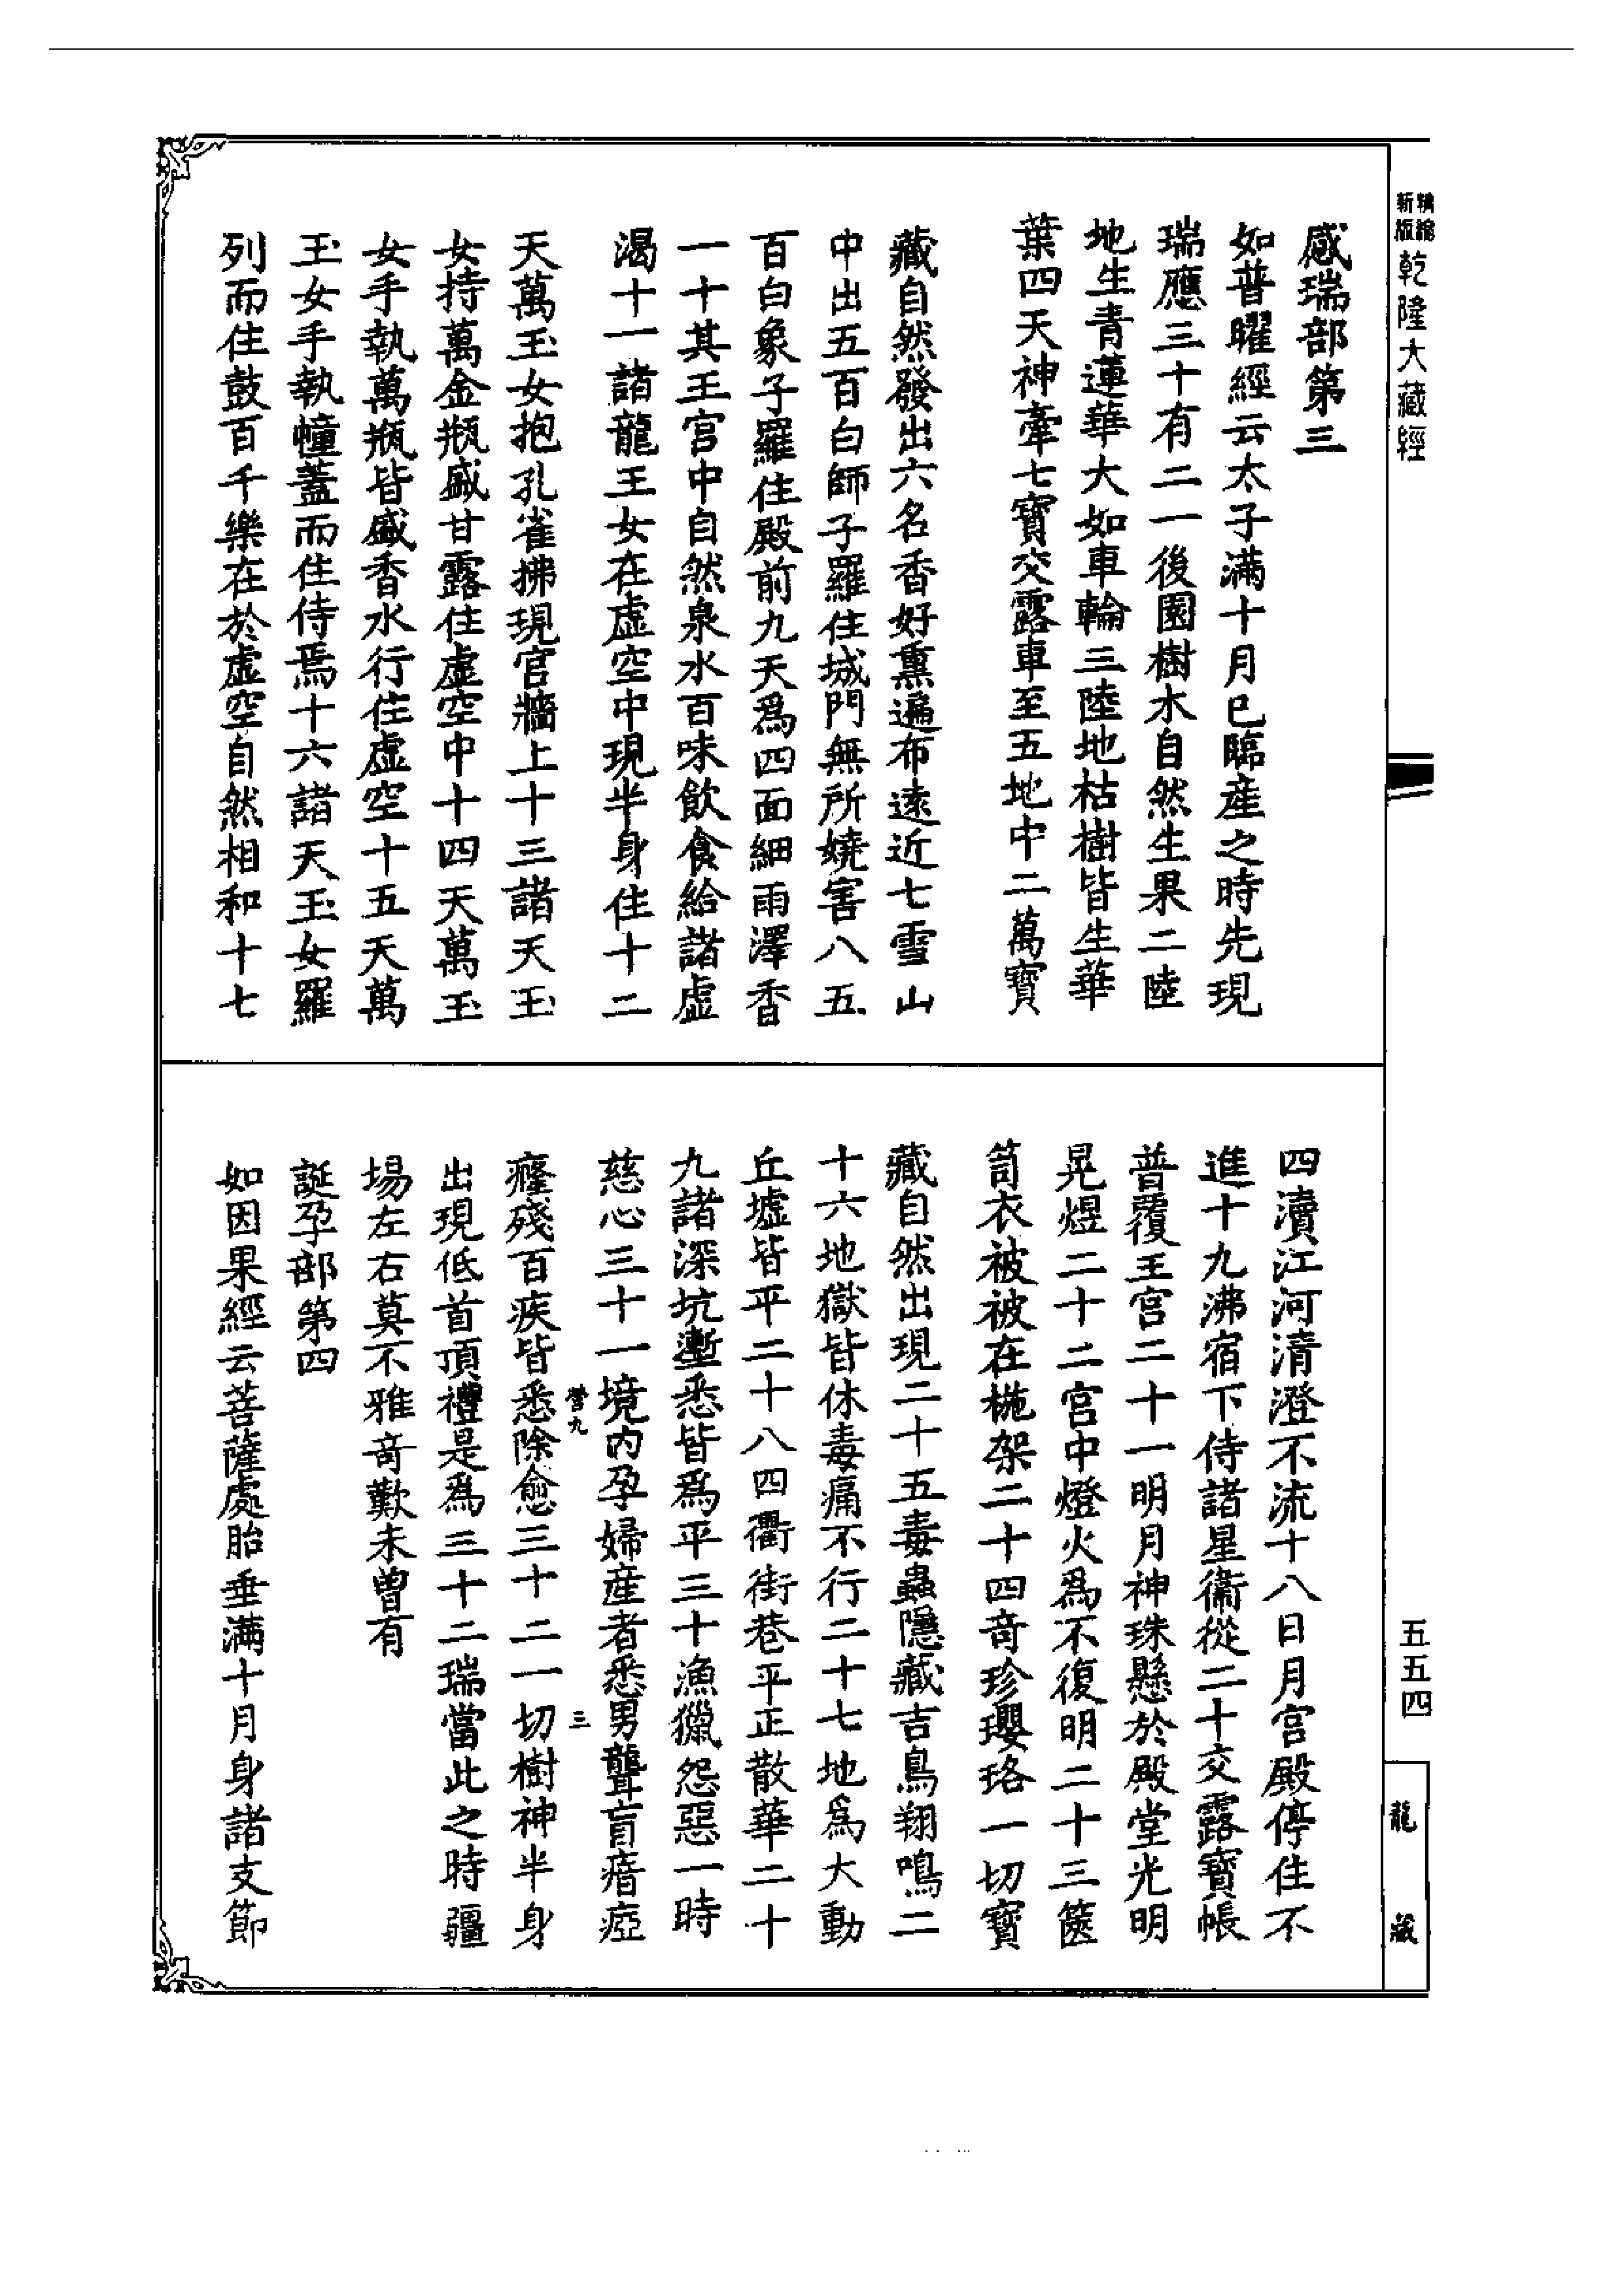 精縮
新版
乾隆大藏經
感瑞部第三
如普曜經云太子滿十月已臨產之時先現
瑞應三十有二一後園樹木自然生果二陸
地生青蓮華大如車輪三陸地枯樹皆生華
葉四天神牽七寶交露車至五地中二萬寶
藏自然發出六名香好熏遍布遠近七雪山
中出五百白師子羅住城門無所嬈害八五
百白象子羅住殿前九天為四面細雨澤香
一十其王宮中自然泉水百味飲食給諸虛
渴十一諸龍王女在虛空中現半身住十二
天萬玉女抱孔雀拂現宮牆上十三諸天玉
女持萬金瓶盛甘露住虛空中十四天萬玉
女手執萬瓶皆盛香水行住虛空十五天萬
玉女手執幢蓋而住侍焉十六諸天玉女羅
列而住鼓百千樂在於虛空自然相和十七
四瀆江河清澄不流十八日月宮殿停住不
進十九沸宿下侍諸星衞從二十交露寶帳
普覆王宮二十一明月神珠懸於殿堂光明
晃煜二十二宮中燈火為不復明二十三篋
笥衣被被在椸架二十四奇珍瓔珞一切寶
藏自然出現二十五毒蟲隱藏吉鳥翔鳴二
十六地獄皆休毒痛不行二十七地為大動
丘墟皆平二十八四衢街巷平正散華二十
九諸深坑塹悉皆為平三十漁獵怨惡一時
慈心三十一境內孕婦產者悉男聾盲瘖瘂
營九
三
癃殘百疾皆悉除愈三十二一切樹神半身
出現低首頂禮是為三十二瑞當此之時疆
場左右莫不雅奇歎未曾有
誕孕部第四
如因果經云菩薩處胎垂滿十月身諸支節
五五四
龍藏